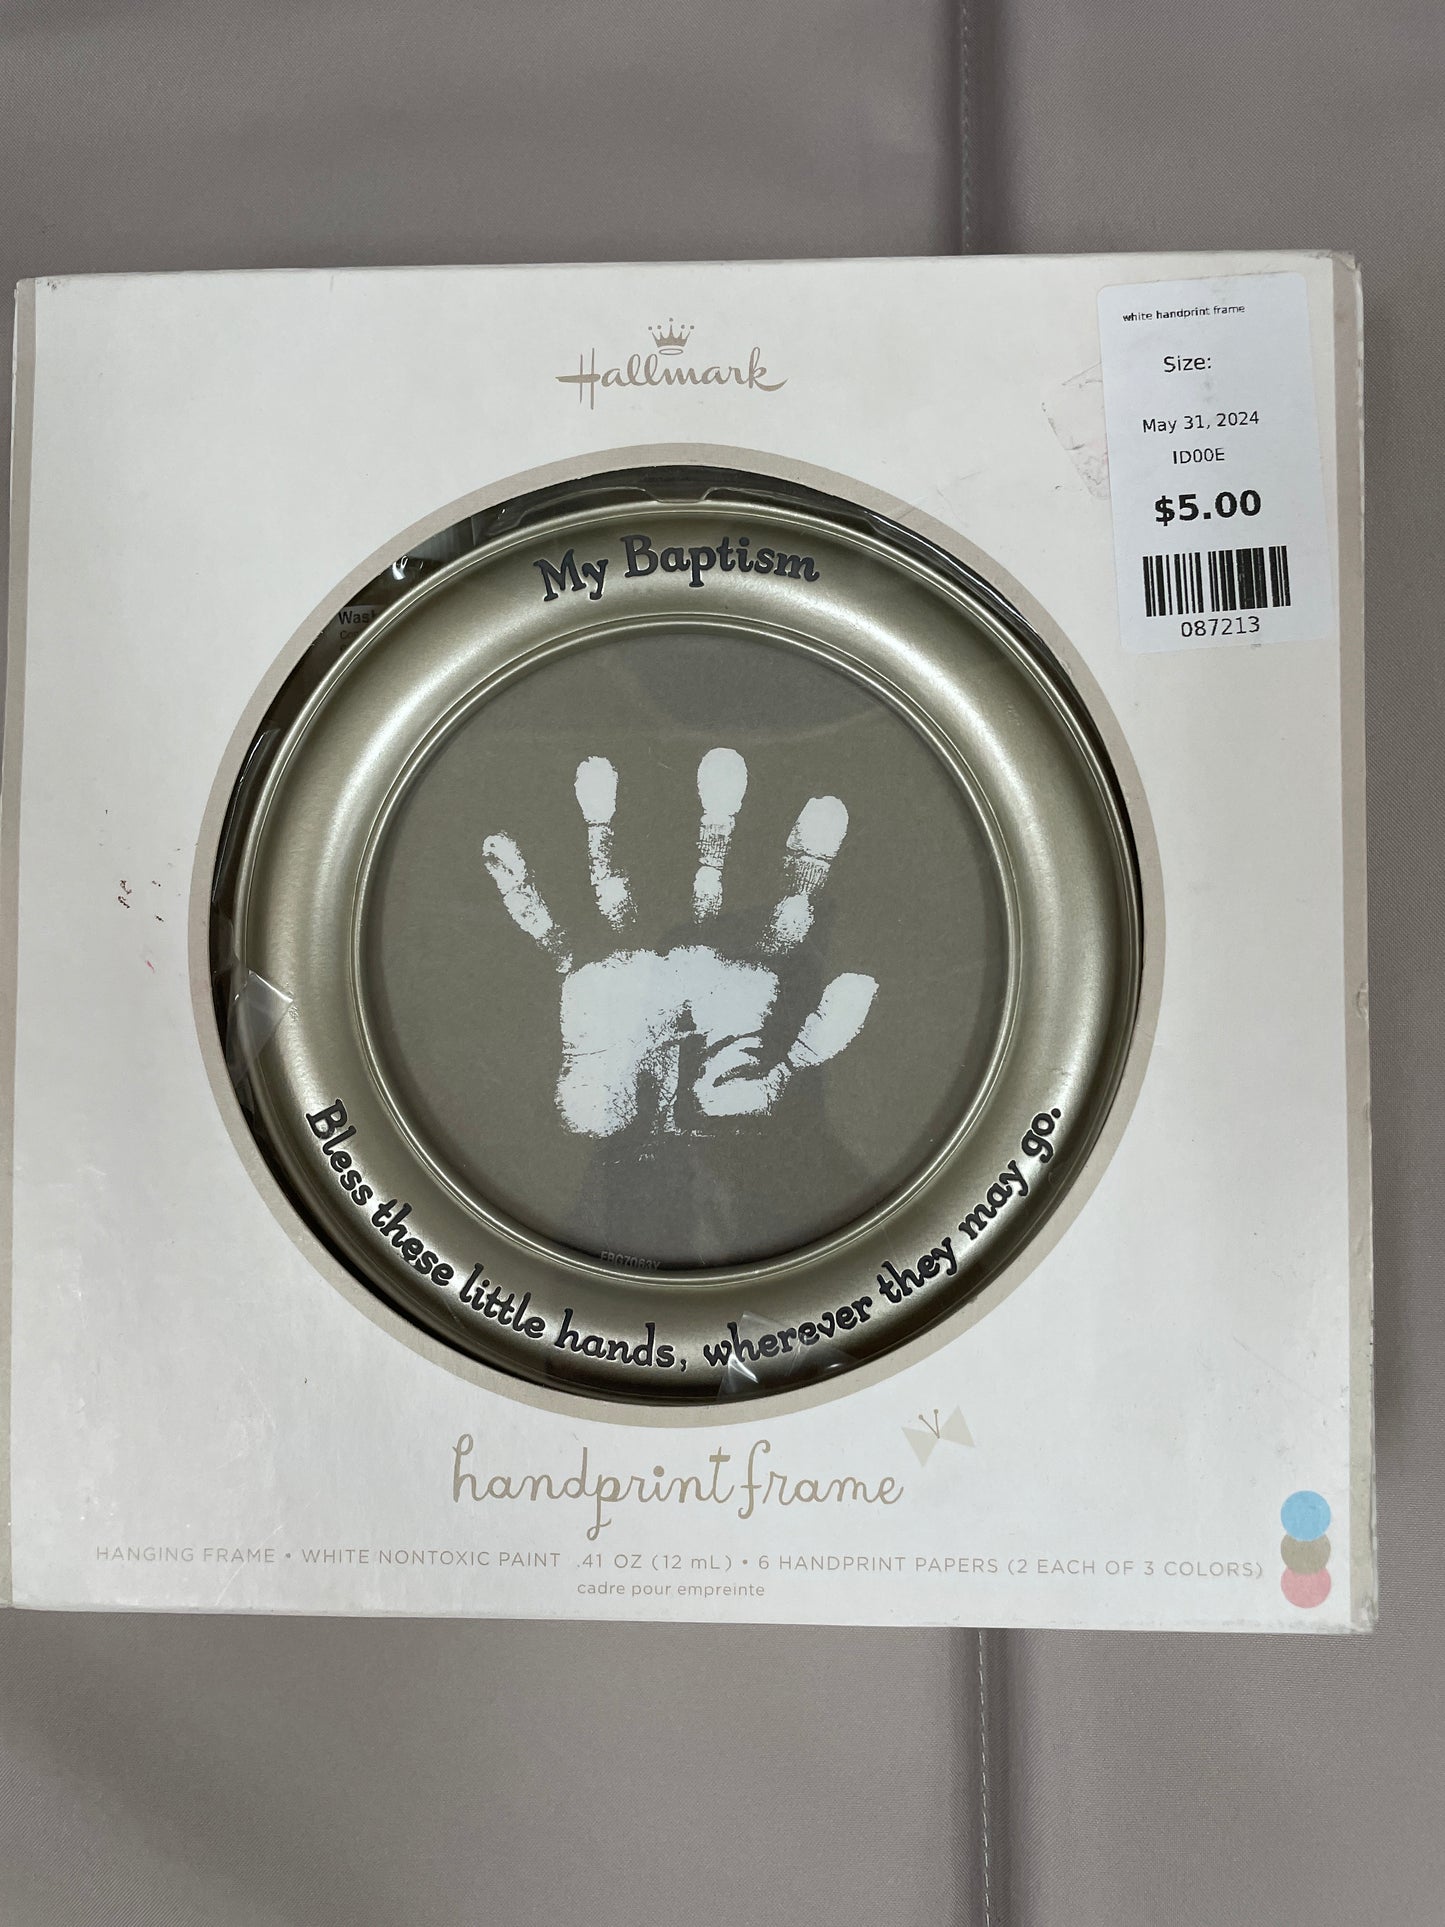 Hallmark
white handprint frame
Size:
May 31, 2024
ID00E
$5.00
087213
My Baptism
Bless these little hands, wherever they may go.
handprint frame
HANGING FRAME • WHITE NONTOXIC PAINT .41 OZ (12 mL) • 6 HANDPRINT PAPERS (2 EACH OF 3 COLORS)
cadre pour empreinte